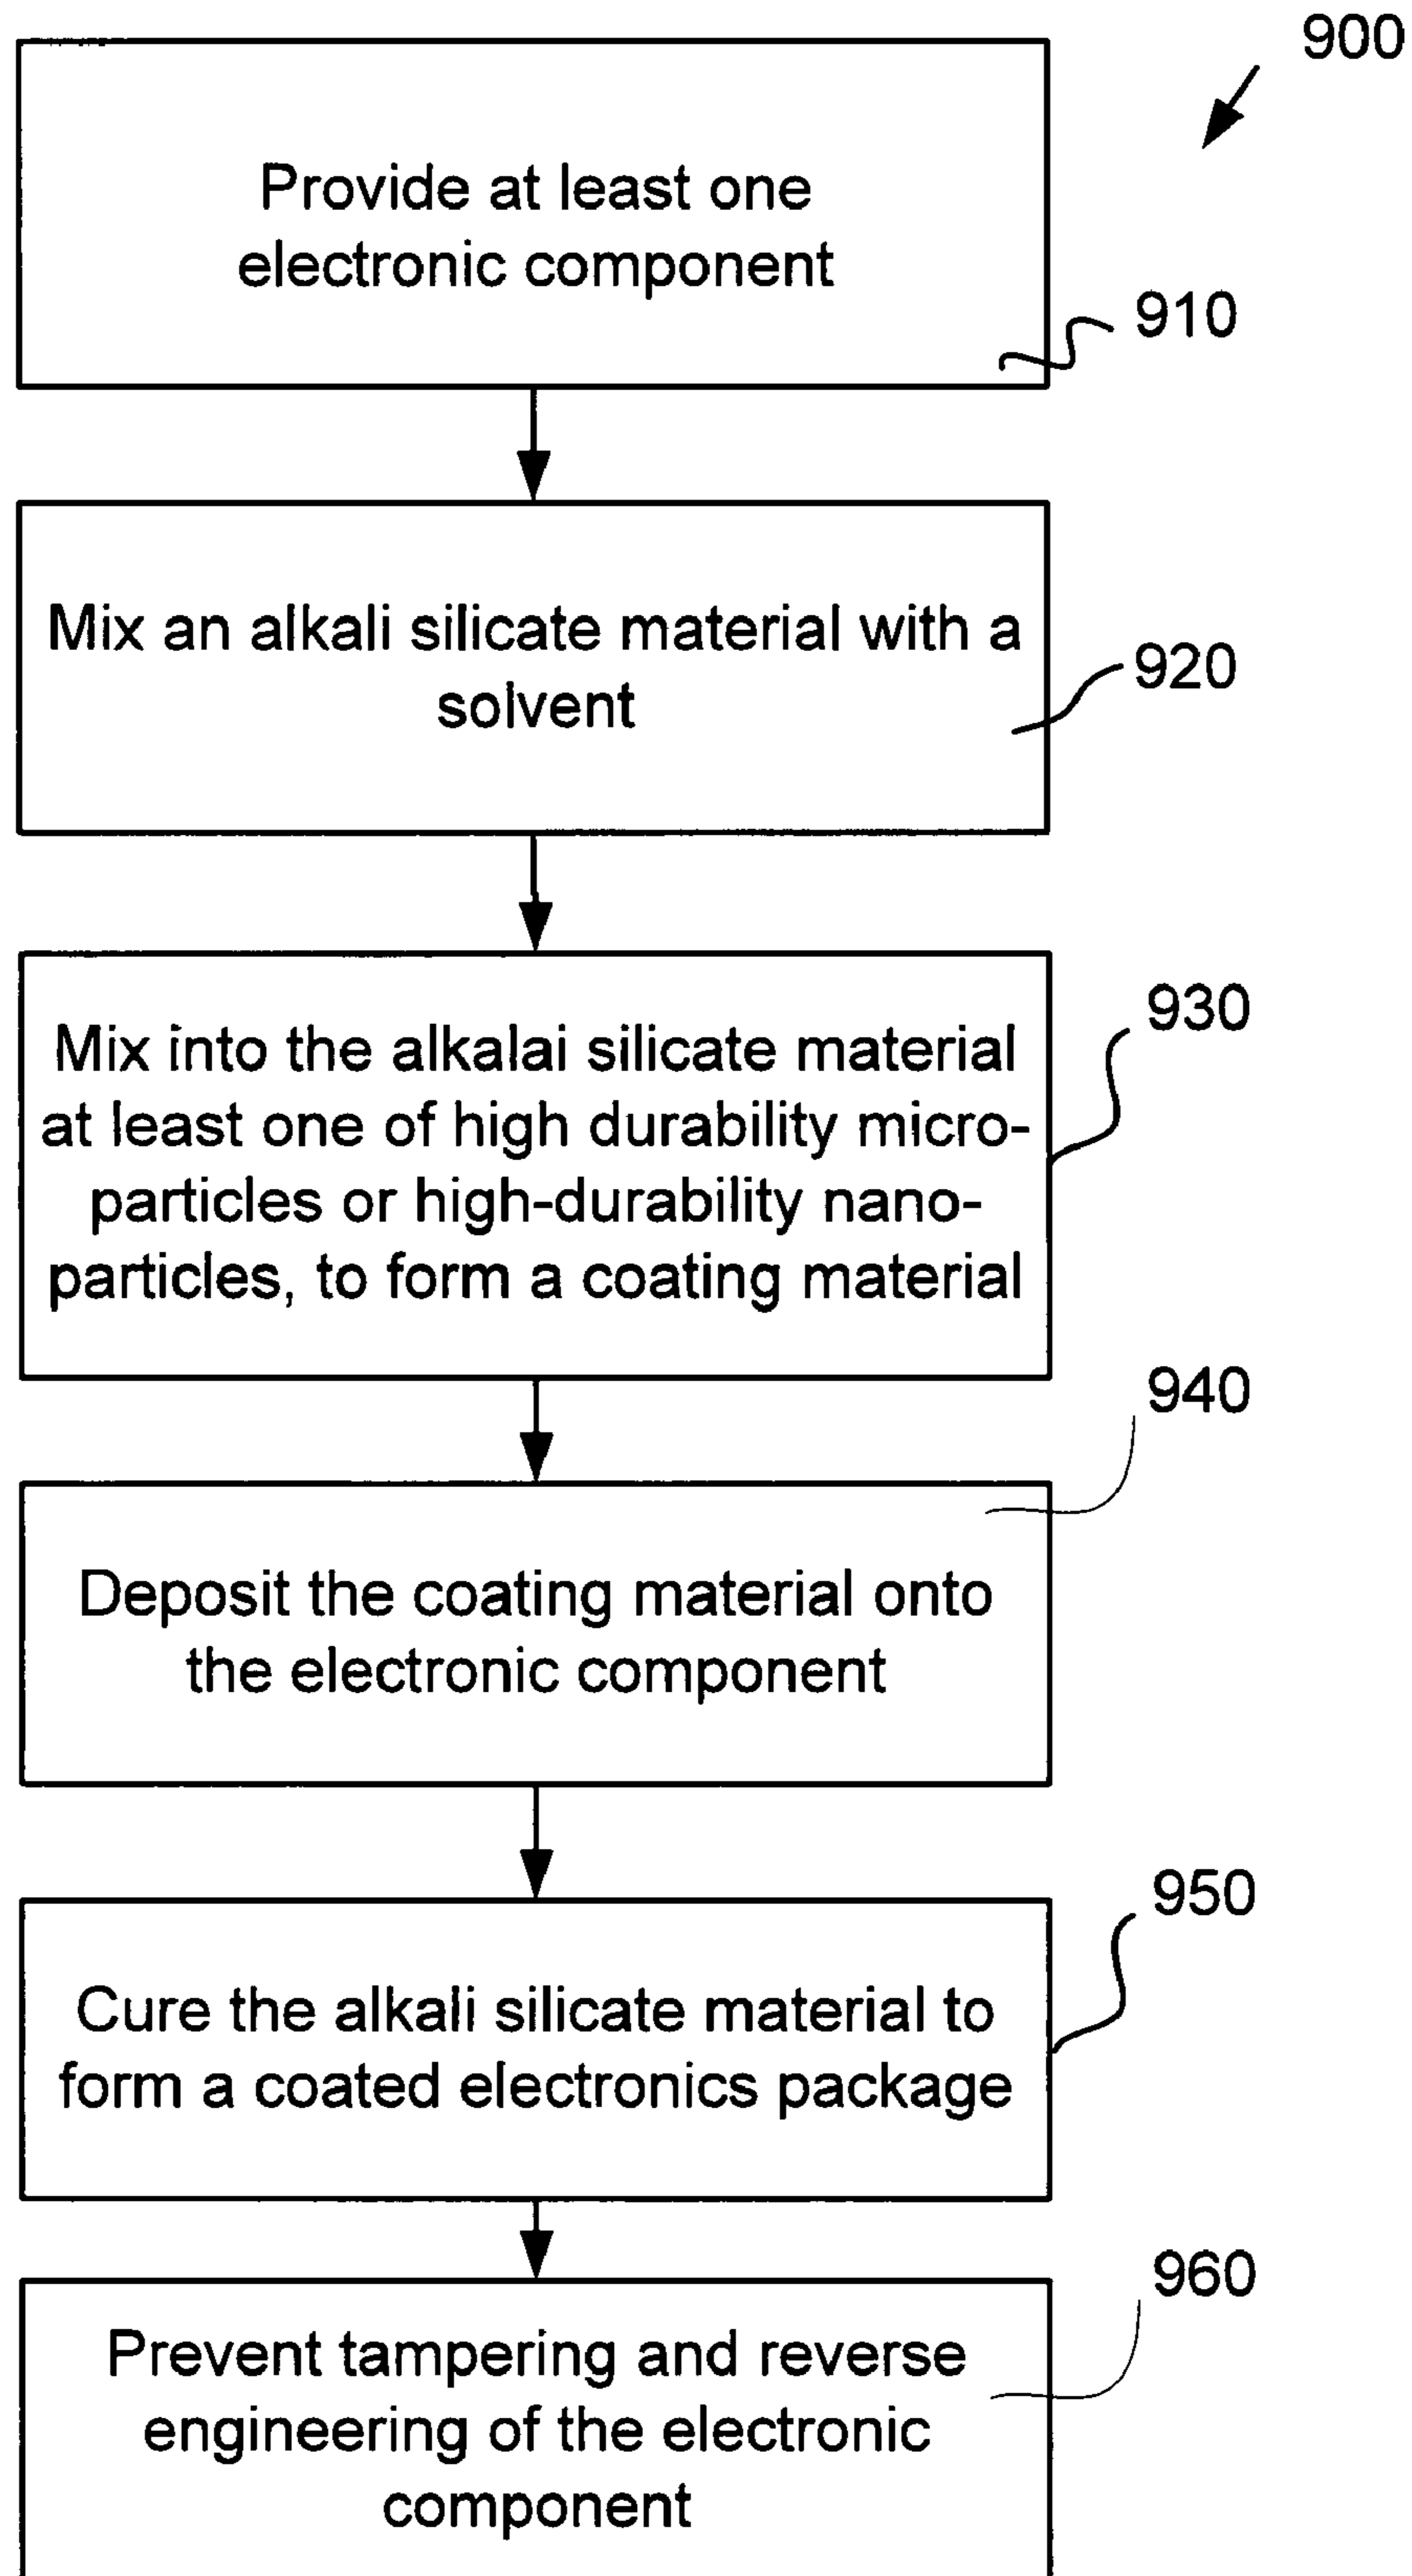 900
Provide at least one
electronic component
910
Mix an alkali silicate material with a
solvent
920
930
Mix into the alkalai silicate material
at least one of high durability micro-
particles or high-durability nano-
particles, to form a coating material
940
Deposit the coating material onto
the electronic component
950
Cure the alkali silicate material to
form a coated electronics package
960
Prevent tampering and reverse
engineering of the electronic
component